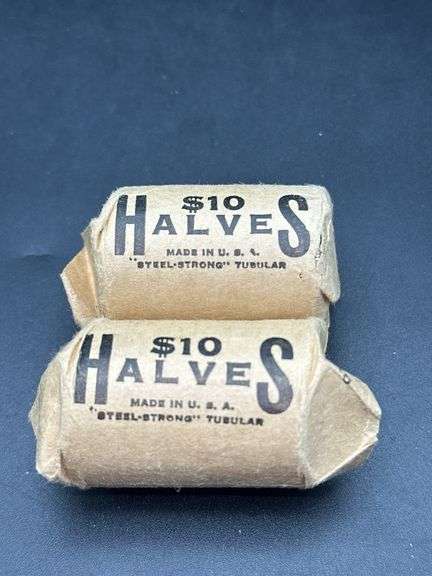 $10
HALVES
MADE IN U. S. A.
"STEEL-STRONG" TUBULAR
$10
HALVES
MADE IN U. S. A.
"STEEL-STRONG" TUBULAR